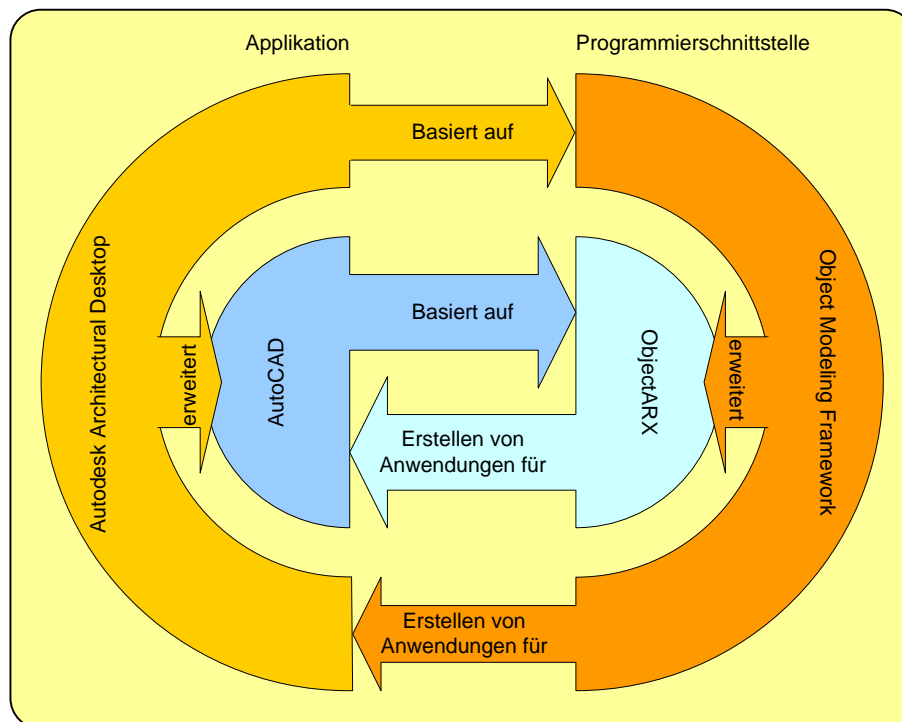 Applikation
Programmierschnittstelle
Basiert auf
Autodesk Architectural Desktop
erweitert
AutoCAD
Basiert auf
ObjectARX
erweitert
Object Modeling Framework
Erstellen von
Anwendungen für
Erstellen von
Anwendungen für